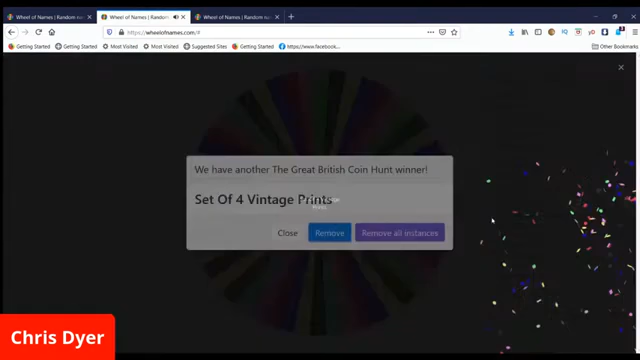 Wheel of Names | Random na
Wheel of Names | Random
Wheel of Names | Random na
https://wheelofnames.com/#
Getting Started
Getting Started
Most Visited
Most Visited
Suggested Sites
Getting Started
https://www.facebook...
Other Bookmarks
We have another The Great British Coin Hunt winner!
Set Of 4 Vintage Prints
Close
Remove
Remove all instances
Chris Dyer